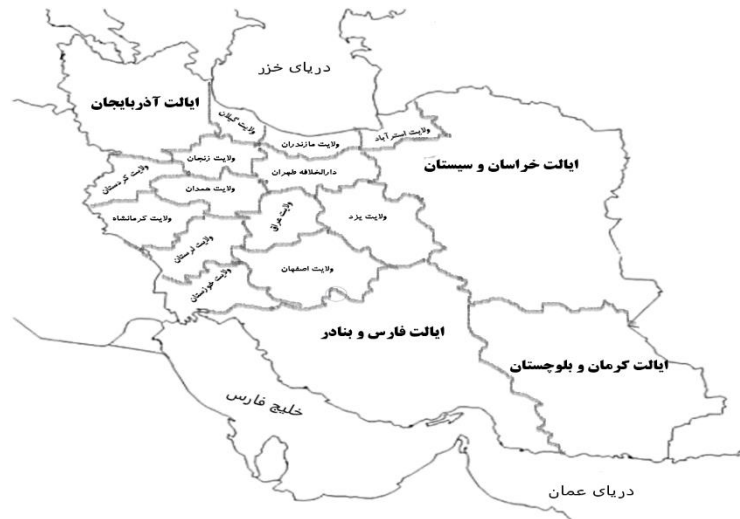 دریای خزر
ایالت آذربایجان
ولایت گیلان
ولایت مازندران
ولایت استرآباد
ایالت خراسان و سیستان
ولایت زنجان
دارالخلافه طهران
ولایت کردستان
ولایت همدان
ولایت کرمانشاه
ولایت عراق
ولایت یزد
ولایت لرستان
ولایت اصفهان
ولایت خوزستان
ایالت فارس و بنادر
ایالت کرمان و بلوچستان
خلیج فارس
دریای عمان